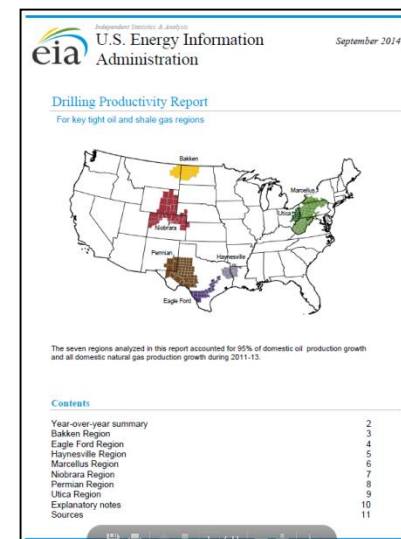 Independent Statistics & Analysis
eia
U.S. Energy Information
Administration
September 2014
Drilling Productivity Report
For key tight oil and shale gas regions
Bakken
Marcellus
Utica
Niobrara
Permian
Haynesville
Eagle Ford
The seven regions analyzed in this report accounted for 95% of domestic oil production growth
and all domestic natural gas production growth during 2011-13.
Contents
Year-over-year summary 2
Bakken Region 3
Eagle Ford Region 4
Haynesville Region 5
Marcellus Region 6
Niobrara Region 7
Permian Region 8
Utica Region 9
Explanatory notes 10
Sources 11